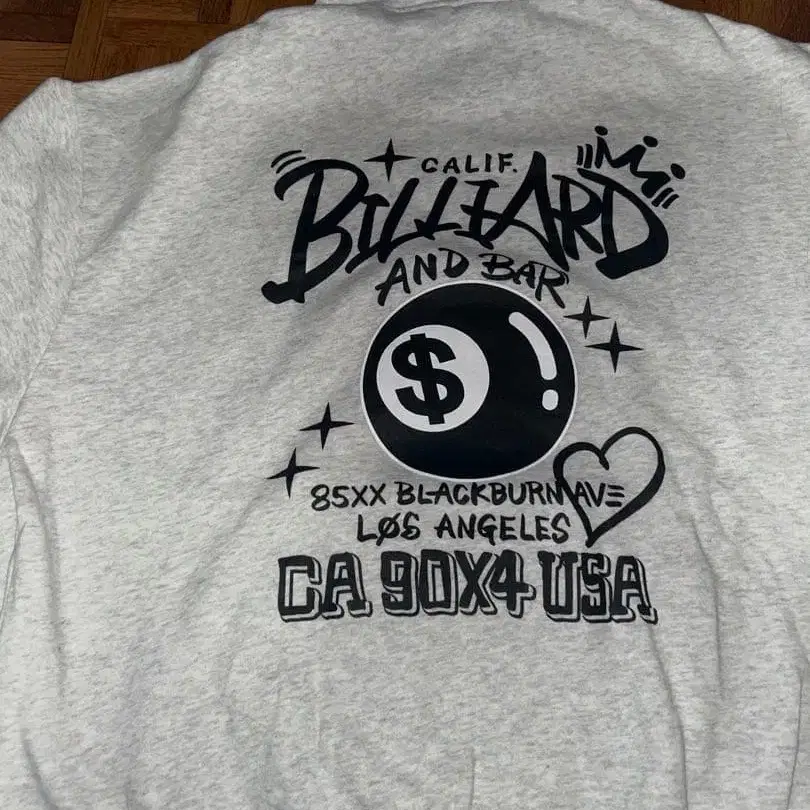 CALIF.
BILLIARD
AND BAR
$
85XX BLACKBURN AVE
LØS ANGELES
CA 90X4 USA